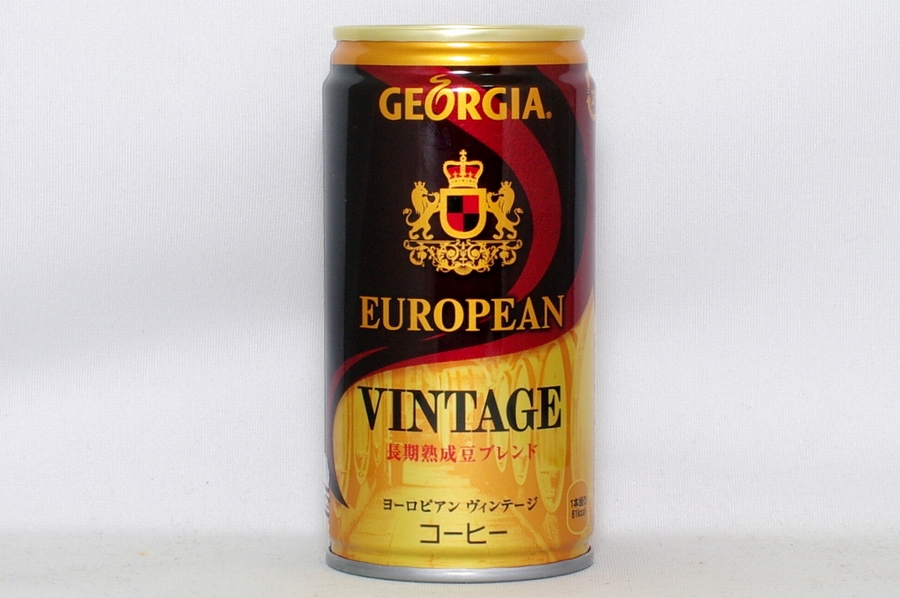 GEORGIA®
EUROPEAN
VINTAGE
長期熟成豆ブレンド
ヨーロピアン ヴィンテージ
コーヒー